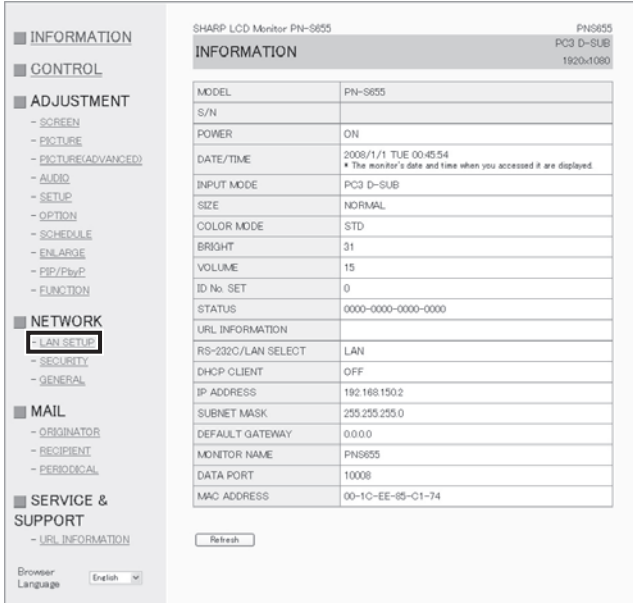 INFORMATION
CONTROL
ADJUSTMENT
- SCREEN
- PICTURE
- PICTURE(ADVANCED)
- AUDIO
- SETUP
- OPTION
- SCHEDULE
- ENLARGE
- PIP/PbyP
- FUNCTION
NETWORK
- LAN SETUP
- SECURITY
- GENERAL
MAIL
- ORIGINATOR
- RECIPIENT
- PERIODICAL
SERVICE &
SUPPORT
- URL INFORMATION
Browser
Language
English
SHARP LCD Monitor PN-S655
PNS655
INFORMATION
PC3 D-SUB
1920x1080
MODEL PN-S655
S/N
POWER ON
DATE/TIME 2008/1/1 TUE 00:45:54
* The monitor's date and time when you accessed it are displayed.
INPUT MODE PC3 D-SUB
SIZE NORMAL
COLOR MODE STD
BRIGHT 31
VOLUME 15
ID No. SET 0
STATUS 0000-0000-0000-0000
URL INFORMATION
RS-232C/LAN SELECT LAN
DHCP CLIENT OFF
IP ADDRESS 192.168.150.2
SUBNET MASK 255.255.255.0
DEFAULT GATEWAY 0.0.0.0
MONITOR NAME PNS655
DATA PORT 10008
MAC ADDRESS 00-1C-EE-85-C1-74
Refresh